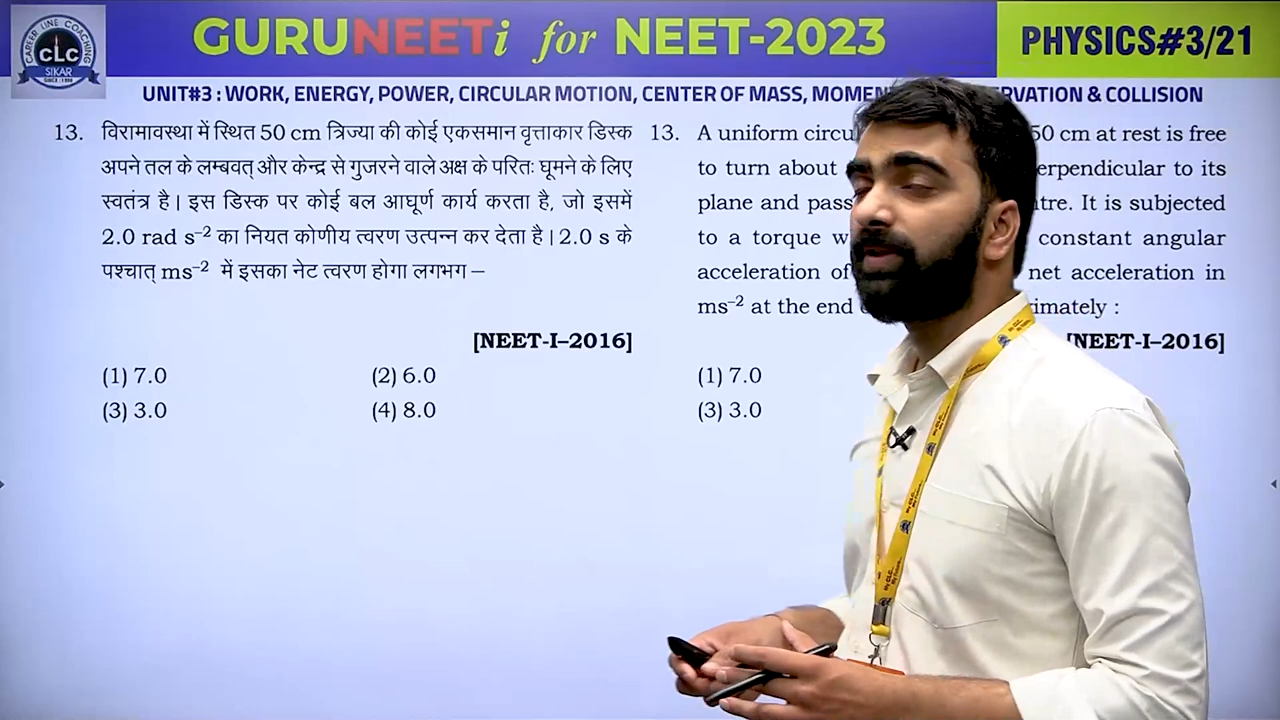 CAREER LINE COACHING
CLC
SIKAR
SINCE : 1996
GURUNEETi for NEET-2023
PHYSICS#3/21
UNIT#3 : WORK, ENERGY, POWER, CIRCULAR MOTION, CENTER OF MASS, RVATION & COLLISION
13. विरामावस्था में स्थित 50 cm त्रिज्या की कोई एकसमान वृत्ताकार डिस्क
अपने तल के लम्बवत् और केन्द्र से गुजरने वाले अक्ष के परितः घूमने के लिए
स्वतंत्र है। इस डिस्क पर कोई बल आघूर्ण कार्य करता है, जो इसमें
2.0 rad s⁻² का नियत कोणीय त्वरण उत्पन्न कर देता है। 2.0 s के
पश्चात् ms⁻² में इसका नेट त्वरण होगा लगभग –
[NEET-I–2016]
(1) 7.0 (2) 6.0
(3) 3.0 (4) 8.0
13. A uniform 50 cm at rest is free
to turn about erpendicular to its
plane and tre. It is subjected
to a torque constant angular
acceleration of net acceleration in
ms⁻² at the end imately :
[NEET-I–2016]
(1) 7.0
(3) 3.0